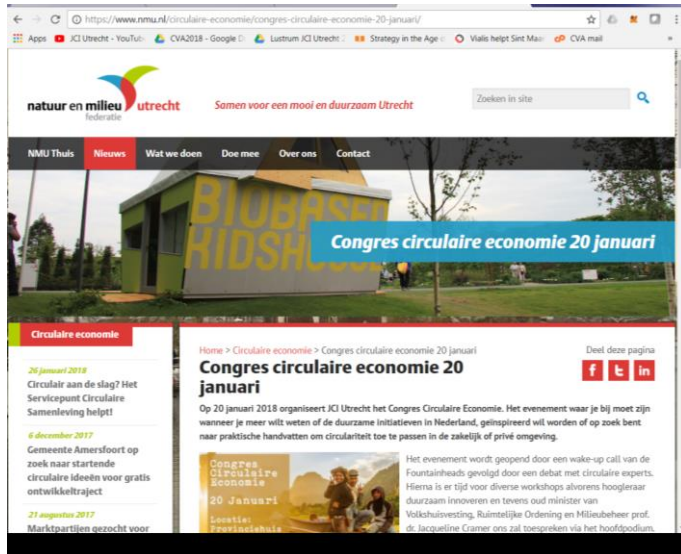 https://www.nmu.nl/circulaire-economie/congres-circulaire-economie-20-januari/
Apps JCI Utrecht - YouTub CVA2018 - Google D Lustrum JCI Utrecht 2 Strategy in the Age o Vialis helpt Sint Maar CVA mail
natuur en milieu utrecht
federatie
Samen voor een mooi en duurzaam Utrecht
Zoeken in site
NMU Thuis Nieuws Wat we doen Doe mee Over ons Contact
BIOBASED
KIDSHOUSE
Congres circulaire economie 20 januari
Circulaire economie
26 januari 2018
Circulair aan de slag? Het
Servicepunt Circulaire
Samenleving helpt!
6 december 2017
Gemeente Amersfoort op
zoek naar startende
circulaire ideeën voor gratis
ontwikkeltraject
21 augustus 2017
Marktpartijen gezocht voor
Home > Circulaire economie > Congres circulaire economie 20 januari
Deel deze pagina
Congres circulaire economie 20
januari
Op 20 januari 2018 organiseert JCI Utrecht het Congres Circulaire Economie. Het evenement waar je bij moet zijn
wanneer je meer wilt weten of de duurzame initiatieven in Nederland, geïnspireerd wil worden of op zoek bent
naar praktische handvatten om circulariteit toe te passen in de zakelijk of privé omgeving.
Congres
Circulaire
Economie
20 Januari
Locatie:
Provinciehuis
Het evenement wordt geopend door een wake-up call van de
Fountainheads gevolgd door een debat met circulaire experts.
Hierna is er tijd voor diverse workshops alvorens hoogleraar
duurzaam innoveren en tevens oud minister van
Volkshuisvesting, Ruimtelijke Ordening en Milieubeheer prof.
dr. Jacqueline Cramer ons zal toespreken via het hoofdpodium.